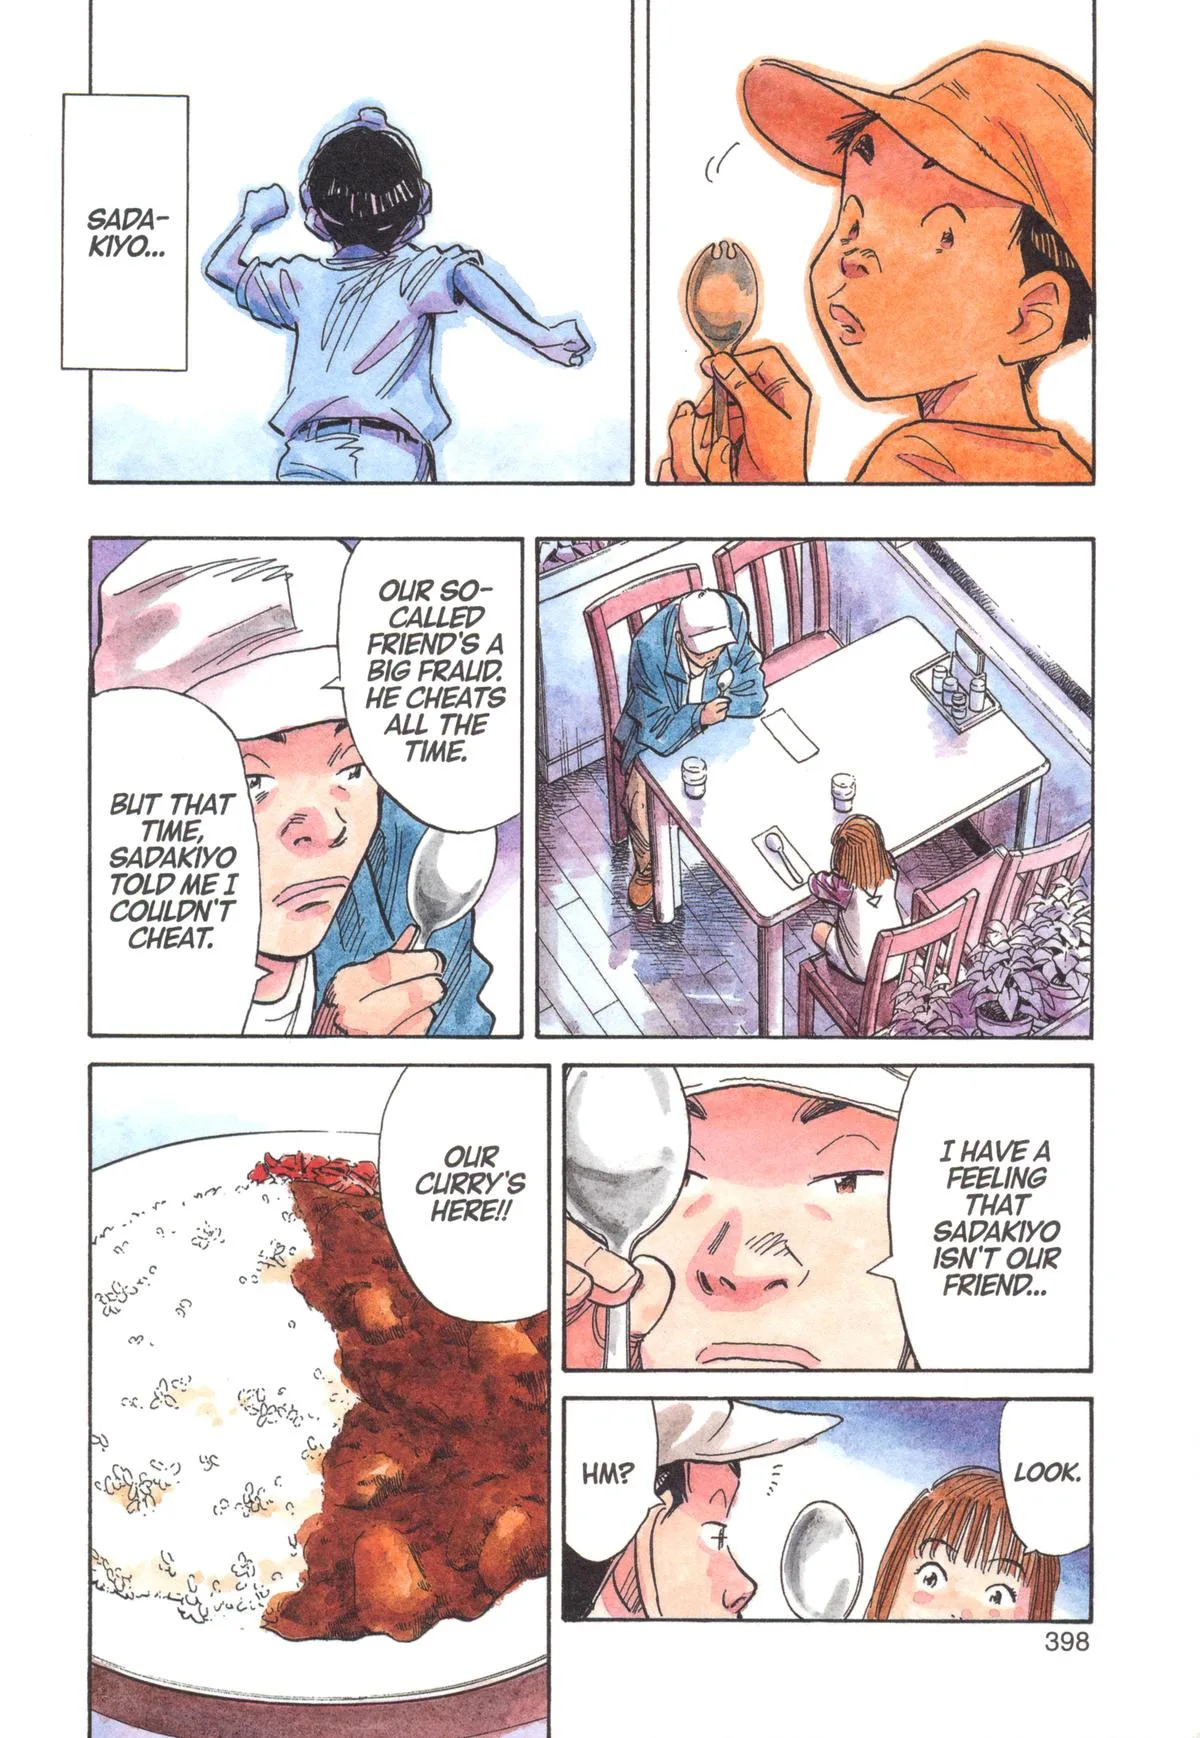 SADA-
KIYO...
OUR SO-
CALLED
FRIEND'S A
BIG FRAUD.
HE CHEATS
ALL THE
TIME.
BUT THAT
TIME,
SADAKIYO
TOLD ME I
COULDN'T
CHEAT.
I HAVE A
FEELING
THAT
SADAKIYO
ISN'T OUR
FRIEND...
LOOK.
HM?
OUR
CURRY'S
HERE!!
398